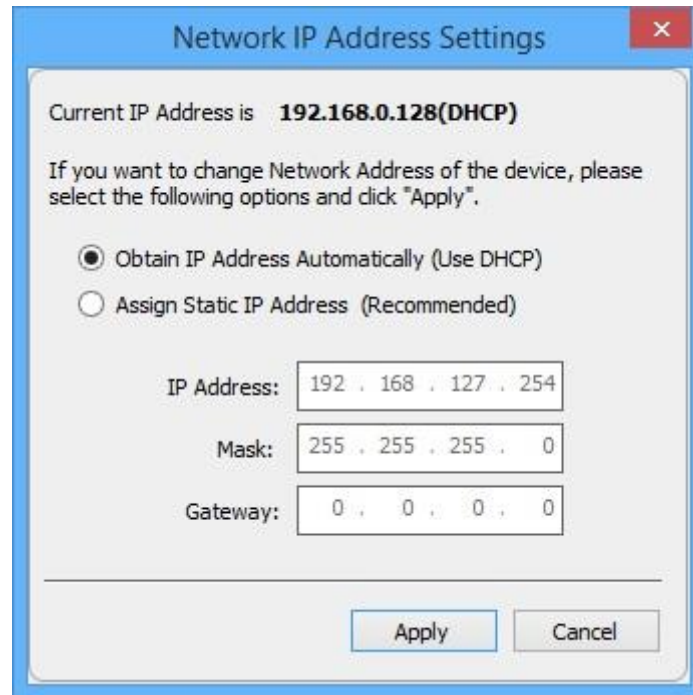 Network IP Address Settings
Current IP Address is 192.168.0.128(DHCP)
If you want to change Network Address of the device, please
select the following options and click "Apply".
Obtain IP Address Automatically (Use DHCP)
Assign Static IP Address (Recommended)
IP Address: 192 . 168 . 127 . 254
Mask: 255 . 255 . 255 . 0
Gateway: 0 . 0 . 0 . 0
Apply Cancel